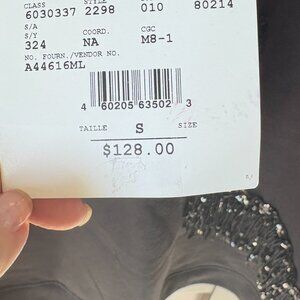 CLASS STYLE
6030337 2298 010 80214
S/A
S/Y COORD. CGC
324 NA M8-1
NO. FOURN./VENDOR NO.
A44616ML
4 60205 63502 3
TAILLE S SIZE
$128.00